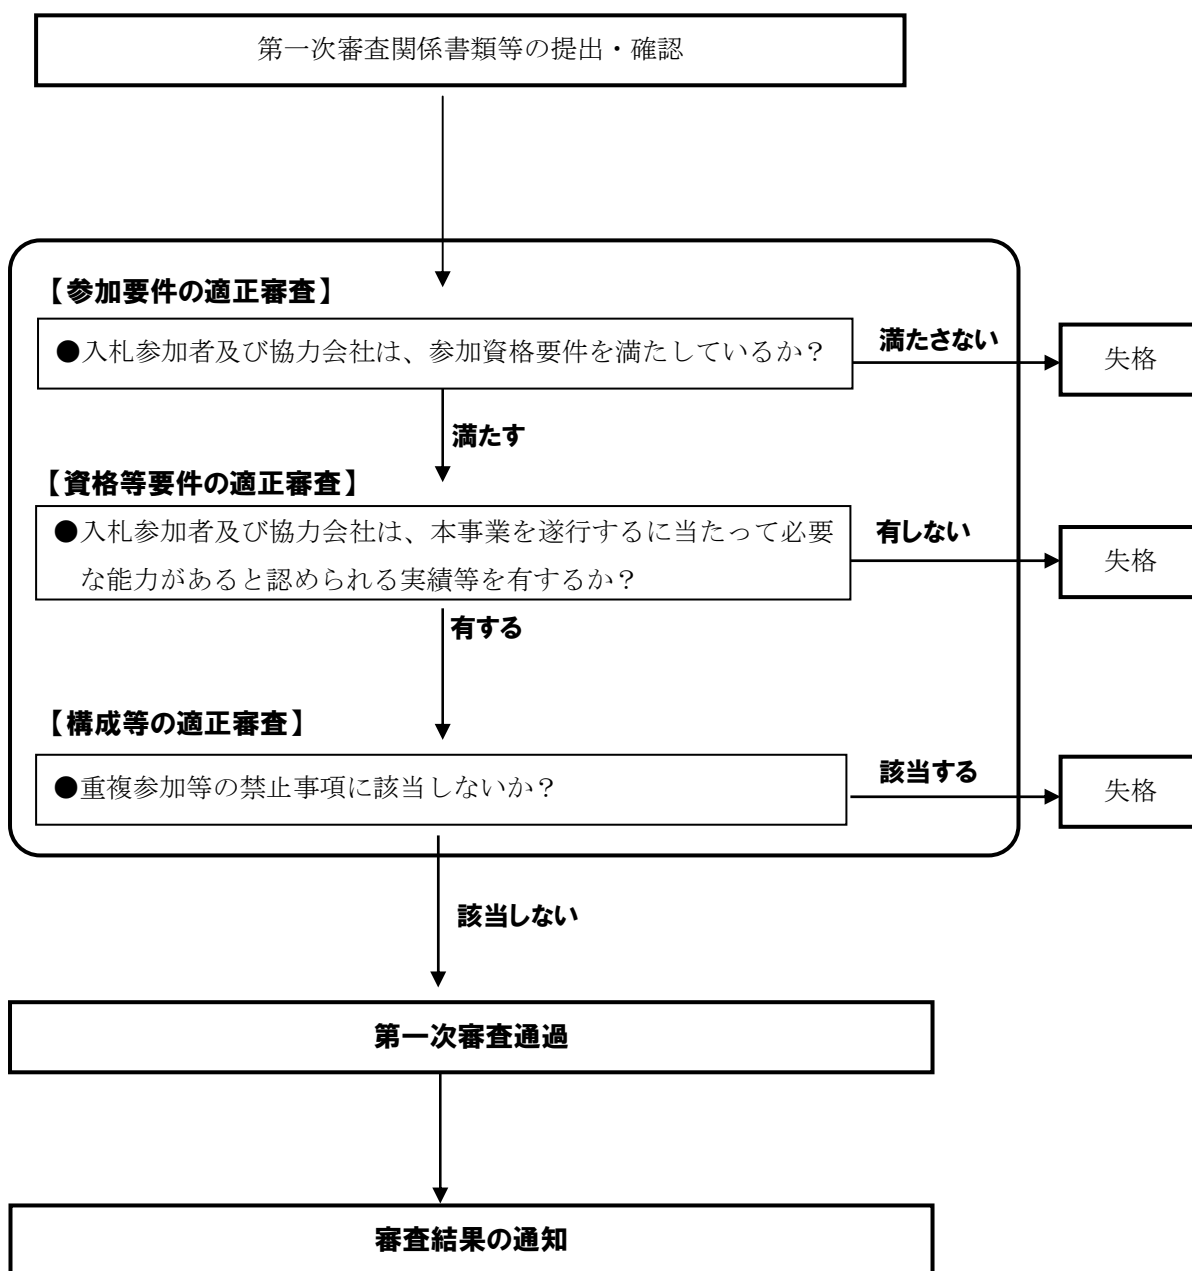 第一次審査関係書類等の提出・確認
【参加要件の適正審査】
●入札参加者及び協力会社は、参加資格要件を満たしているか？
満たさない
失格
満たす
【資格等要件の適正審査】
●入札参加者及び協力会社は、本事業を遂行するに当たって必要
な能力があると認められる実績等を有するか？
有しない
失格
有する
【構成等の適正審査】
●重複参加等の禁止事項に該当しないか？
該当する
失格
該当しない
第一次審査通過
審査結果の通知